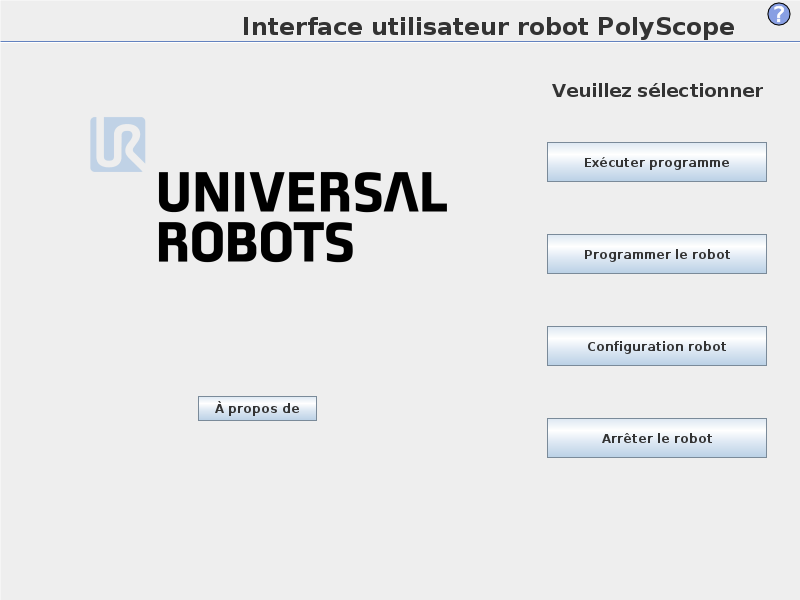 Interface utilisateur robot PolyScope
?
Veuillez sélectionner
UR
UNIVERSAL
ROBOTS
Exécuter programme
Programmer le robot
Configuration robot
À propos de
Arrêter le robot